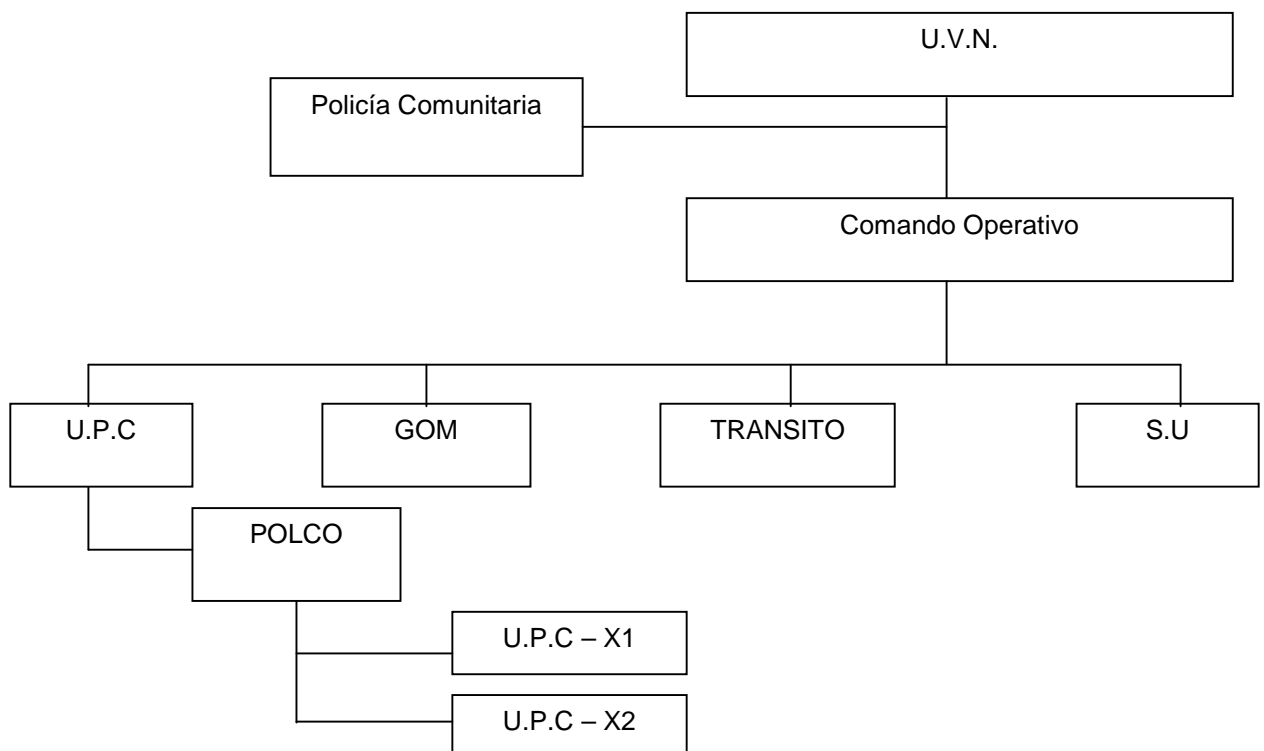 U.V.N.
Policía Comunitaria
Comando Operativo
U.P.C
GOM
TRANSITO
S.U
POLCO
U.P.C – X1
U.P.C – X2